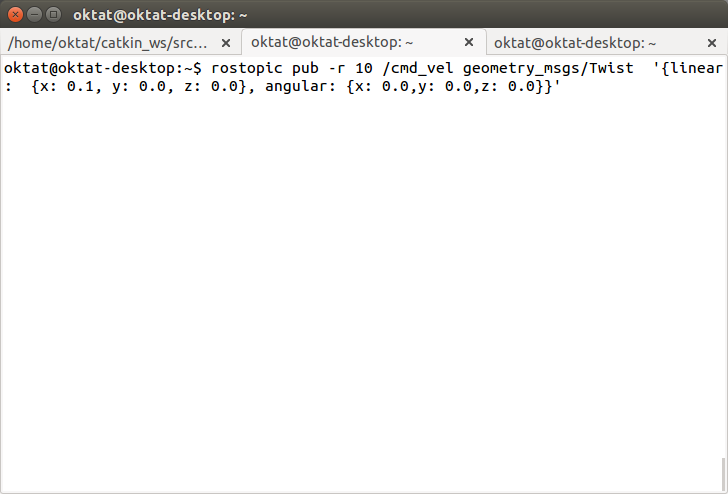 oktat@oktat-desktop: ~
/home/oktat/catkin_ws/src... oktat@oktat-desktop: ~ oktat@oktat-desktop: ~
oktat@oktat-desktop:~$ rostopic pub -r 10 /cmd_vel geometry_msgs/Twist  '{linear
:  {x: 0.1, y: 0.0, z: 0.0}, angular: {x: 0.0,y: 0.0,z: 0.0}}'